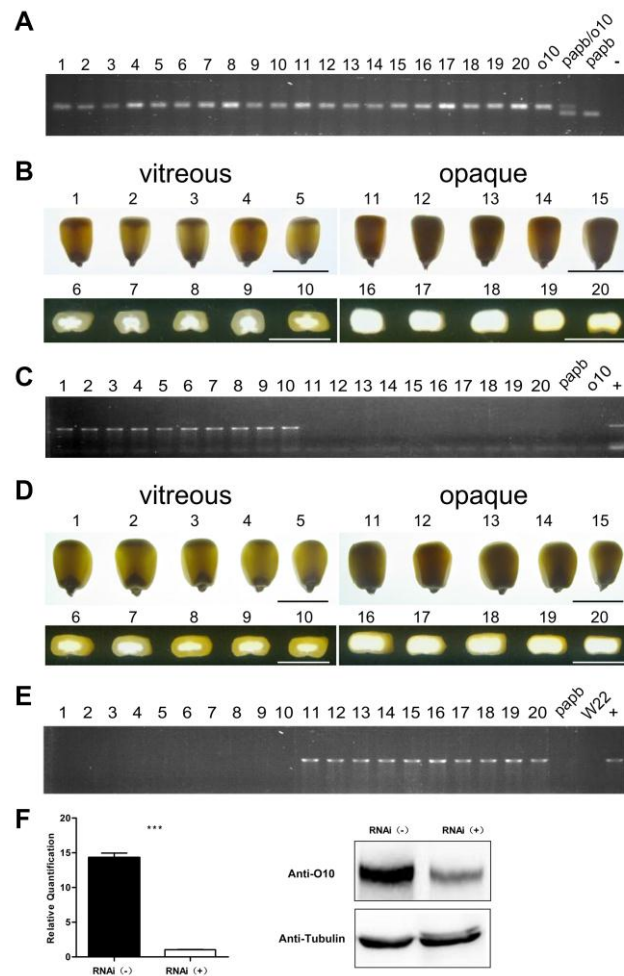 A
1 2 3 4 5 6 7 8 9 10 11 12 13 14 15 16 17 18 19 20 o10 papb/o10 papb -
B
vitreous opaque
1 2 3 4 5 11 12 13 14 15
6 7 8 9 10 16 17 18 19 20
C
1 2 3 4 5 6 7 8 9 10 11 12 13 14 15 16 17 18 19 20 papb o10 +
D
vitreous opaque
1 2 3 4 5 11 12 13 14 15
6 7 8 9 10 16 17 18 19 20
E
1 2 3 4 5 6 7 8 9 10 11 12 13 14 15 16 17 18 19 20 papb W22 +
F
Relative Quantification
20
15
10
5
0
***
RNAi (-) RNAi (+)
RNAi (-) RNAi (+)
Anti-O10
Anti-Tubulin